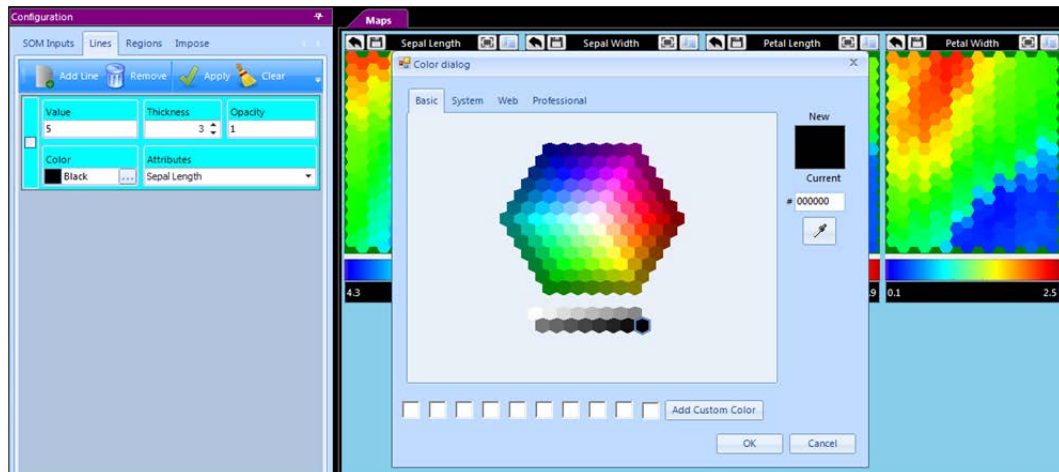 Configuration
SOM Inputs Lines Regions Impose
Add Line Remove Apply Clear
Value Thickness Opacity
5 3 1
Color Attributes
Black ... Sepal Length
Maps
Sepal Length Sepal Width Petal Length Petal Width
Color dialog X
Basic System Web Professional
New
Current
# 000000
Add Custom Color
OK Cancel
4.3 9 0.1 2.5